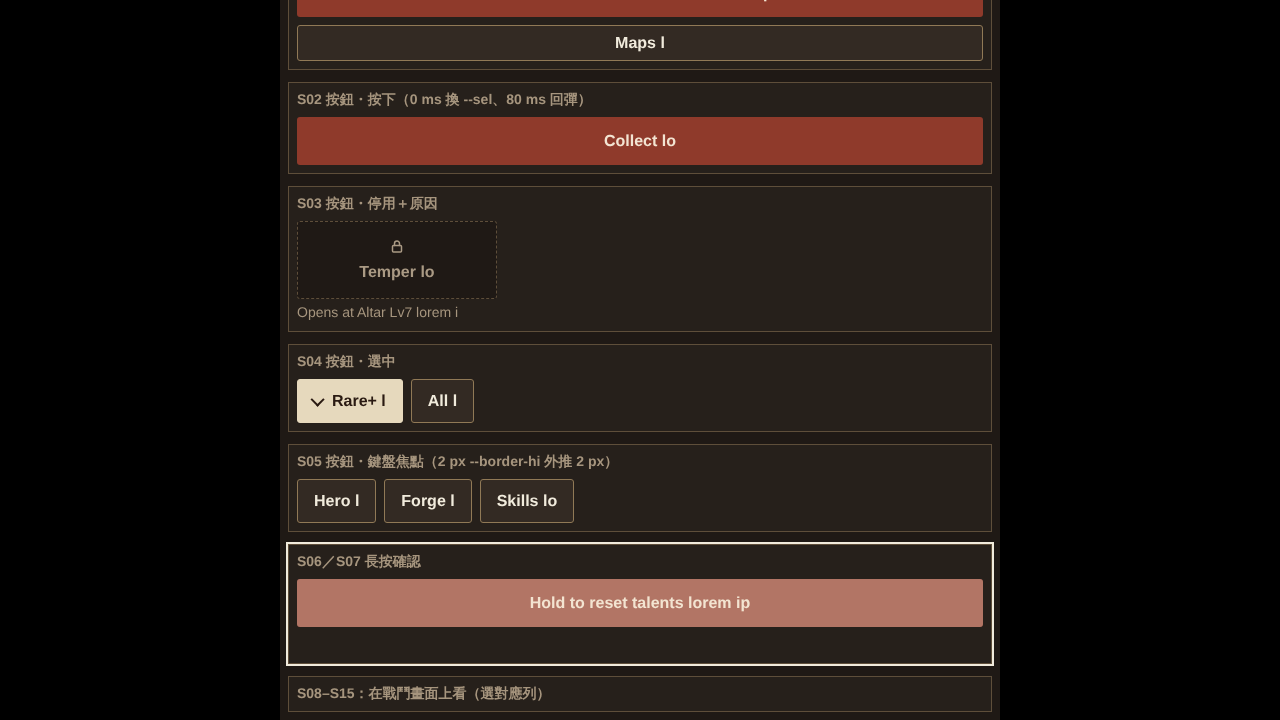 Maps l
S02 按鈕・按下（0 ms 換 --sel、80 ms 回彈）
Collect lo
S03 按鈕・停用＋原因
Temper lo
Opens at Altar Lv7 lorem i
S04 按鈕・選中
Rare+ l
All l
S05 按鈕・鍵盤焦點（2 px --border-hi 外推 2 px）
Hero l
Forge l
Skills lo
S06／S07 長按確認
Hold to reset talents lorem ip
S08–S15：在戰鬥畫面上看（選對應列）